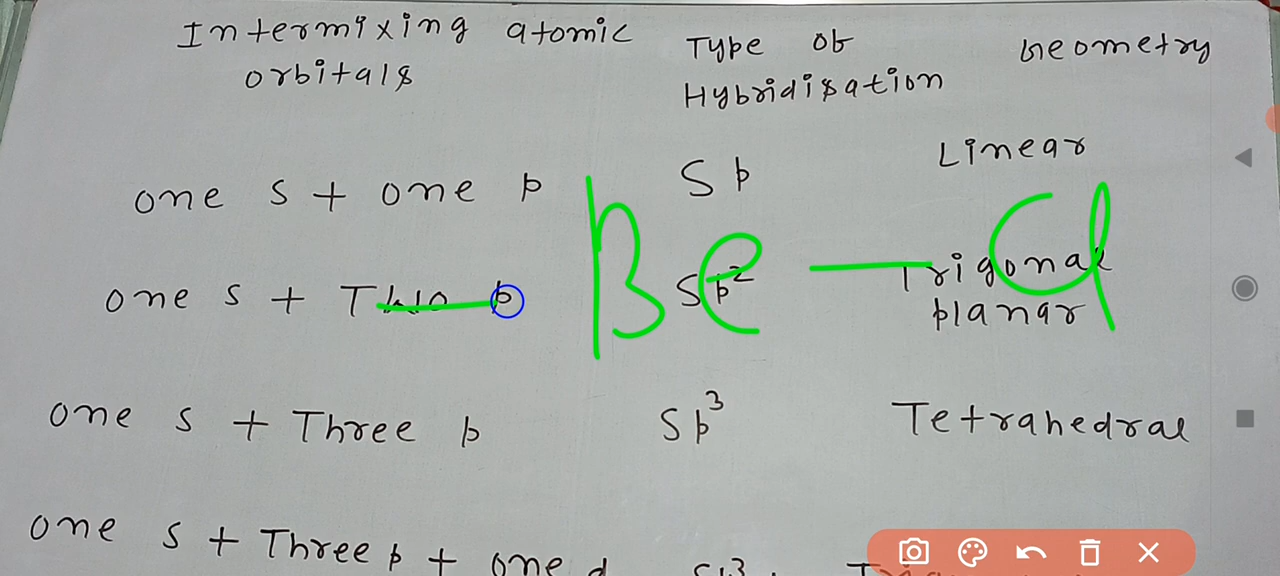 Intermixing atomic Type of Geometry
orbitals Hybridisation
one s + one p sp Linear
one s + Two p sp² Trigonal
planar
Be — Cl
one s + Three p sp³ Tetrahedral
one s + Three p + one d